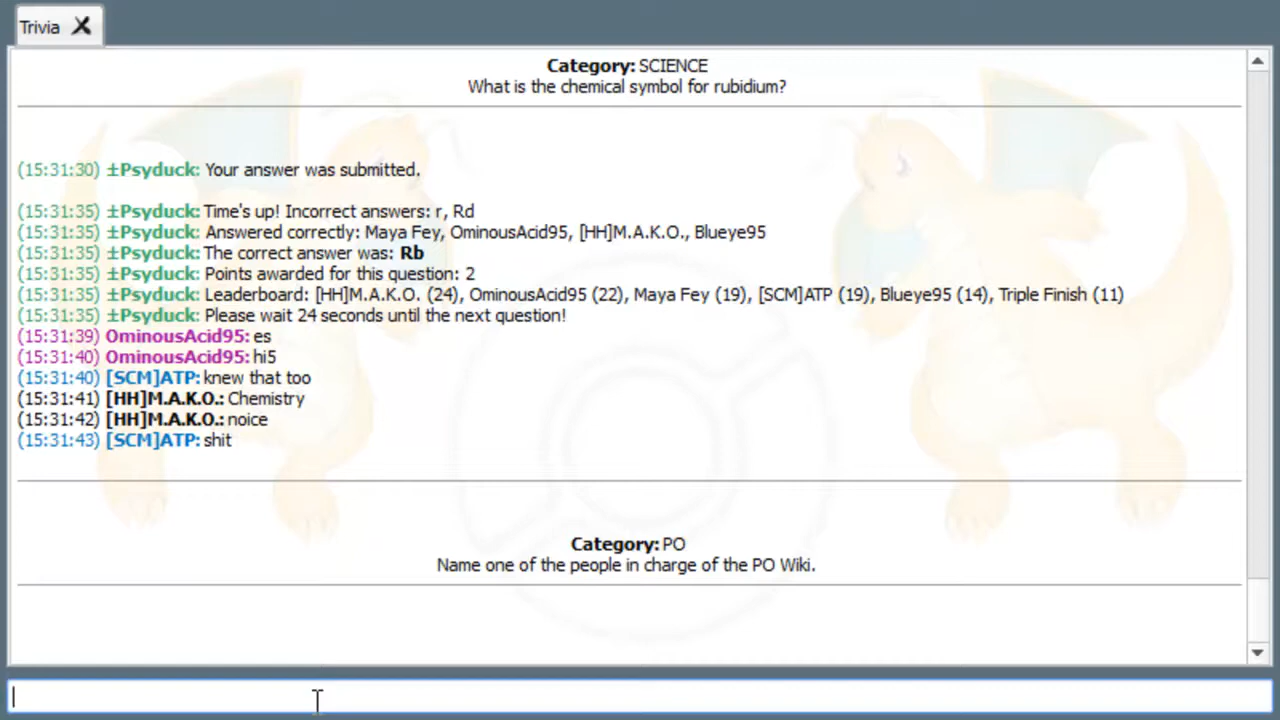 Trivia X
Category: SCIENCE
What is the chemical symbol for rubidium?
(15:31:30) ±Psyduck: Your answer was submitted.
(15:31:35) ±Psyduck: Time's up! Incorrect answers: r, Rd
(15:31:35) ±Psyduck: Answered correctly: Maya Fey, OminousAcid95, [HH]M.A.K.O., Blueye95
(15:31:35) ±Psyduck: The correct answer was: Rb
(15:31:35) ±Psyduck: Points awarded for this question: 2
(15:31:35) ±Psyduck: Leaderboard: [HH]M.A.K.O. (24), OminousAcid95 (22), Maya Fey (19), [SCM]ATP (19), Blueye95 (14), Triple Finish (11)
(15:31:35) ±Psyduck: Please wait 24 seconds until the next question!
(15:31:39) OminousAcid95: es
(15:31:40) OminousAcid95: hi5
(15:31:40) [SCM]ATP: knew that too
(15:31:41) [HH]M.A.K.O.: Chemistry
(15:31:42) [HH]M.A.K.O.: noice
(15:31:43) [SCM]ATP: shit
Category: PO
Name one of the people in charge of the PO Wiki.